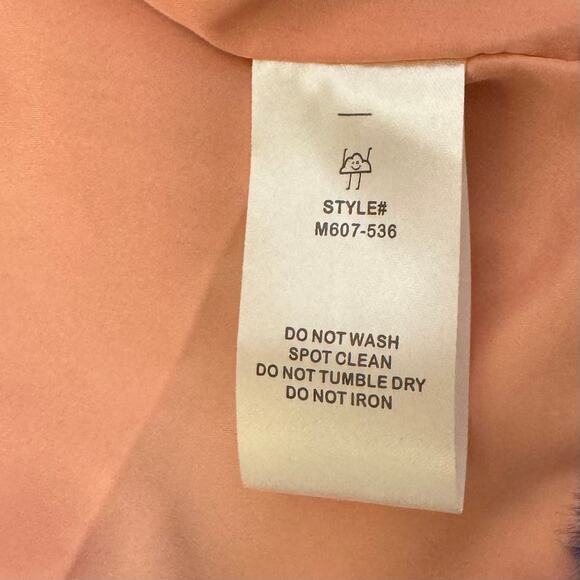 STYLE#
M607-536
DO NOT WASH
SPOT CLEAN
DO NOT TUMBLE DRY
DO NOT IRON